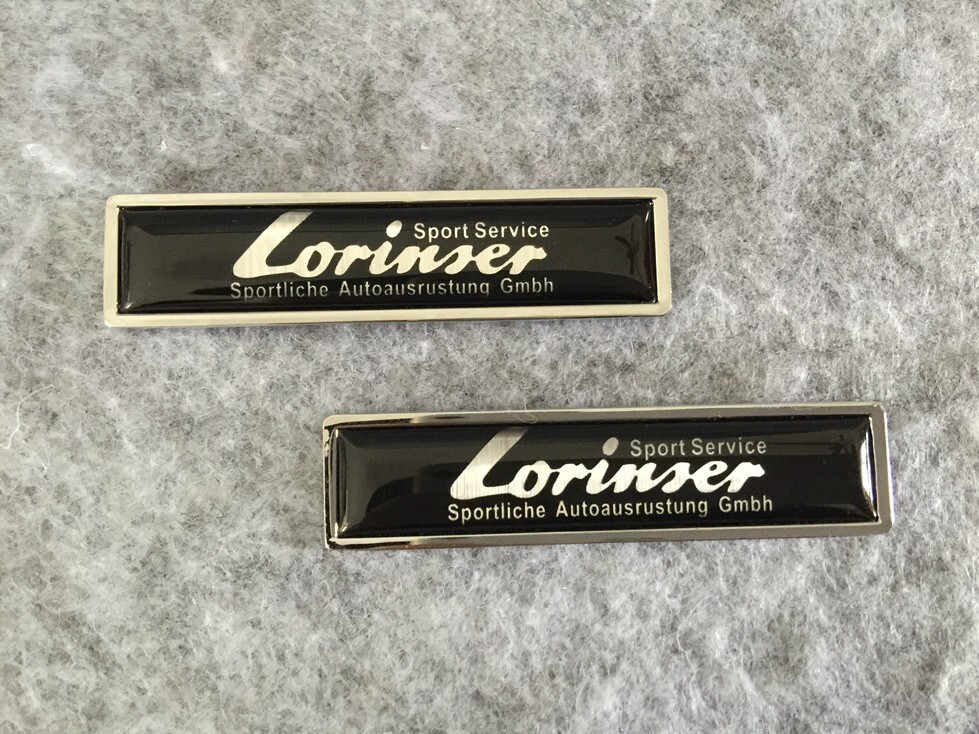 Sport Service
Lorinser
Sportliche Autoausrustung Gmbh
Sport Service
Lorinser
Sportliche Autoausrustung Gmbh